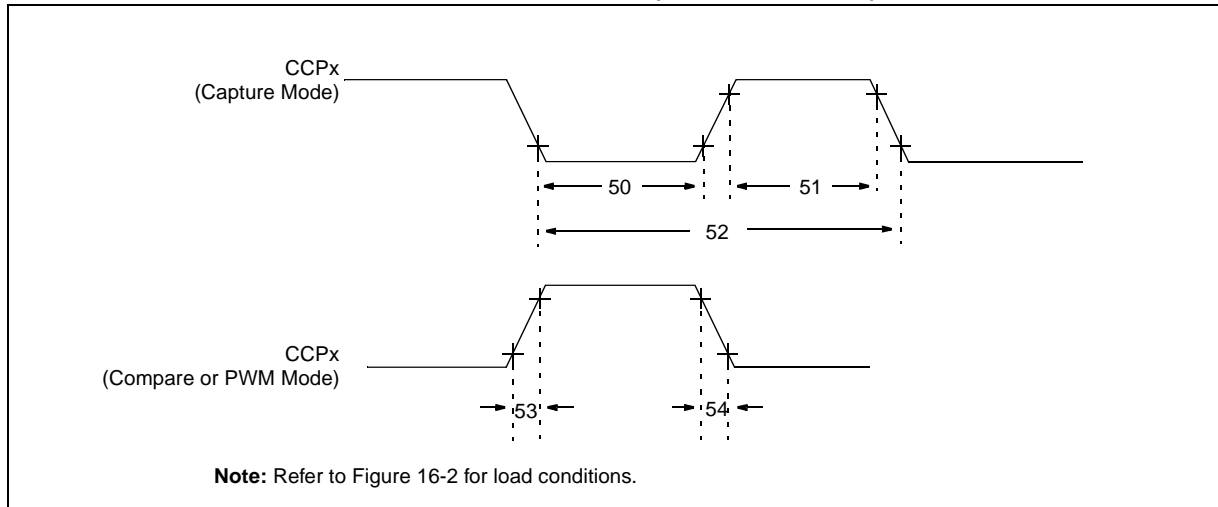 CCPx
(Capture Mode)
50
51
52
CCPx
(Compare or PWM Mode)
53
54
Note: Refer to Figure 16-2 for load conditions.